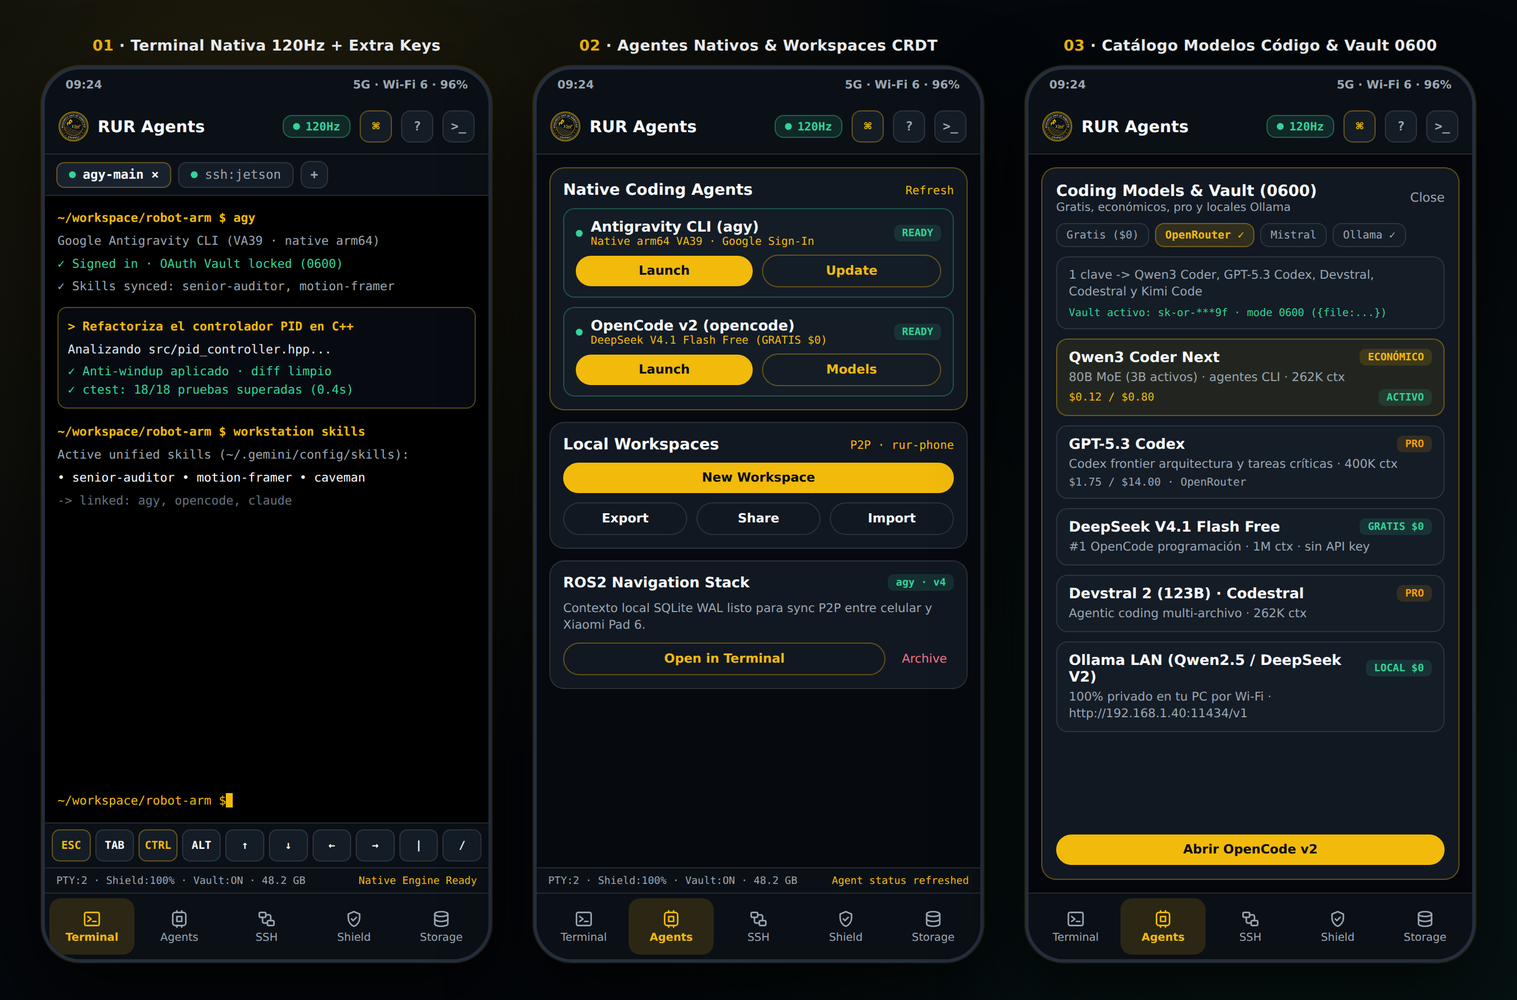 01 · Terminal Nativa 120Hz + Extra Keys
09:24
5G · Wi-Fi 6 · 96%
RUR Agents
120Hz
⌘
?
>_
agy-main ×
ssh:jetson
+
~/workspace/robot-arm $ agy
Google Antigravity CLI (VA39 · native arm64)
✓ Signed in · OAuth Vault locked (0600)
✓ Skills synced: senior-auditor, motion-framer
> Refactoriza el controlador PID en C++
Analizando src/pid_controller.hpp...
✓ Anti-windup aplicado · diff limpio
✓ ctest: 18/18 pruebas superadas (0.4s)
~/workspace/robot-arm $ workstation skills
Active unified skills (~/.gemini/config/skills):
• senior-auditor • motion-framer • caveman
-> linked: agy, opencode, claude
~/workspace/robot-arm $
ESC
TAB
CTRL
ALT
↑
↓
←
→
|
/
PTY:2 · Shield:100% · Vault:ON · 48.2 GB
Native Engine Ready
Terminal
Agents
SSH
Shield
Storage
02 · Agentes Nativos & Workspaces CRDT
09:24
5G · Wi-Fi 6 · 96%
RUR Agents
120Hz
⌘
?
>_
Native Coding Agents
Refresh
Antigravity CLI (agy)
Native arm64 VA39 · Google Sign-In
READY
Launch
Update
OpenCode v2 (opencode)
DeepSeek V4.1 Flash Free (GRATIS $0)
READY
Launch
Models
Local Workspaces
P2P · rur-phone
New Workspace
Export
Share
Import
ROS2 Navigation Stack
agy · v4
Contexto local SQLite WAL listo para sync P2P entre celular y
Xiaomi Pad 6.
Open in Terminal
Archive
PTY:2 · Shield:100% · Vault:ON · 48.2 GB
Agent status refreshed
Terminal
Agents
SSH
Shield
Storage
03 · Catálogo Modelos Código & Vault 0600
09:24
5G · Wi-Fi 6 · 96%
RUR Agents
120Hz
⌘
?
>_
Coding Models & Vault (0600)
Gratis, económicos, pro y locales Ollama
Close
Gratis ($0)
OpenRouter ✓
Mistral
Ollama ✓
1 clave -> Qwen3 Coder, GPT-5.3 Codex, Devstral,
Codestral y Kimi Code
Vault activo: sk-or-***9f · mode 0600 ({file:...})
Qwen3 Coder Next
ECONÓMICO
80B MoE (3B activos) · agentes CLI · 262K ctx
$0.12 / $0.80
ACTIVO
GPT-5.3 Codex
PRO
Codex frontier arquitectura y tareas críticas · 400K ctx
$1.75 / $14.00 · OpenRouter
DeepSeek V4.1 Flash Free
GRATIS $0
#1 OpenCode programación · 1M ctx · sin API key
Devstral 2 (123B) · Codestral
PRO
Agentic coding multi-archivo · 262K ctx
Ollama LAN (Qwen2.5 / DeepSeek
V2)
LOCAL $0
100% privado en tu PC por Wi-Fi ·
http://192.168.1.40:11434/v1
Abrir OpenCode v2
Terminal
Agents
SSH
Shield
Storage